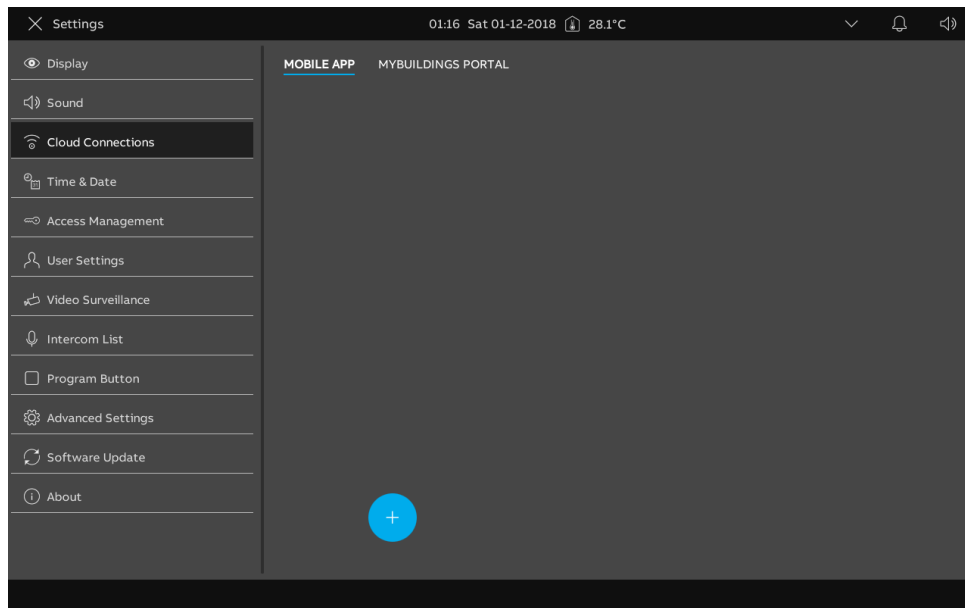 Settings
01:16 Sat 01-12-2018 28.1°C
Display
Sound
Cloud Connections
Time & Date
Access Management
User Settings
Video Surveillance
Intercom List
Program Button
Advanced Settings
Software Update
About
MOBILE APP MYBUILDINGS PORTAL
+